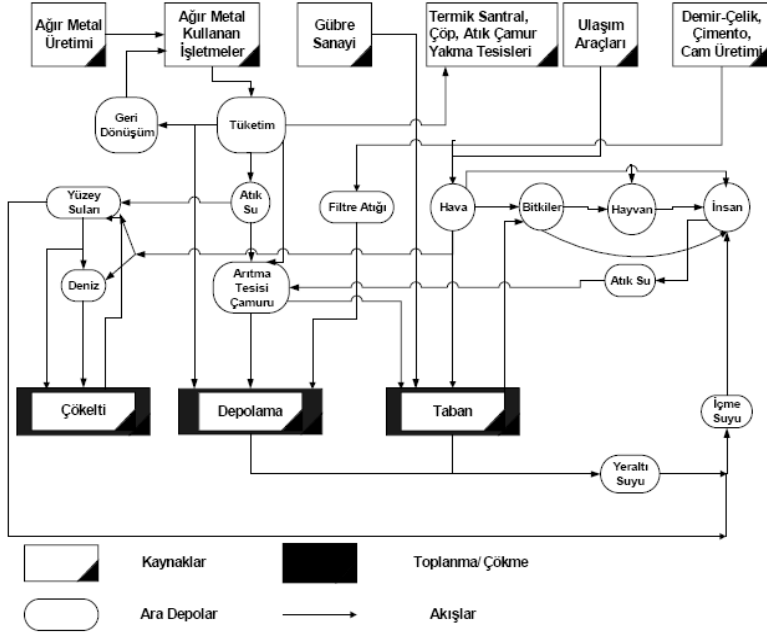 Ağır Metal
Üretimi
Ağır Metal
Kullanan
İşletmeler
Gübre
Sanayi
Termik Santral,
Çöp, Atık Çamur
Yakma Tesisleri
Ulaşım
Araçları
Demir-Çelik,
Çimento,
Cam Üretimi
Geri
Dönüşüm
Tüketim
Yüzey
Suları
Atık
Su
Filtre Atığı
Hava
Bitkiler
Hayvan
İnsan
Deniz
Arıtma
Tesisi
Çamuru
Atık Su
Çökelti
Depolama
Taban
İçme
Suyu
Yeraltı
Suyu
Kaynaklar
Toplanma/ Çökme
Ara Depolar
Akışlar